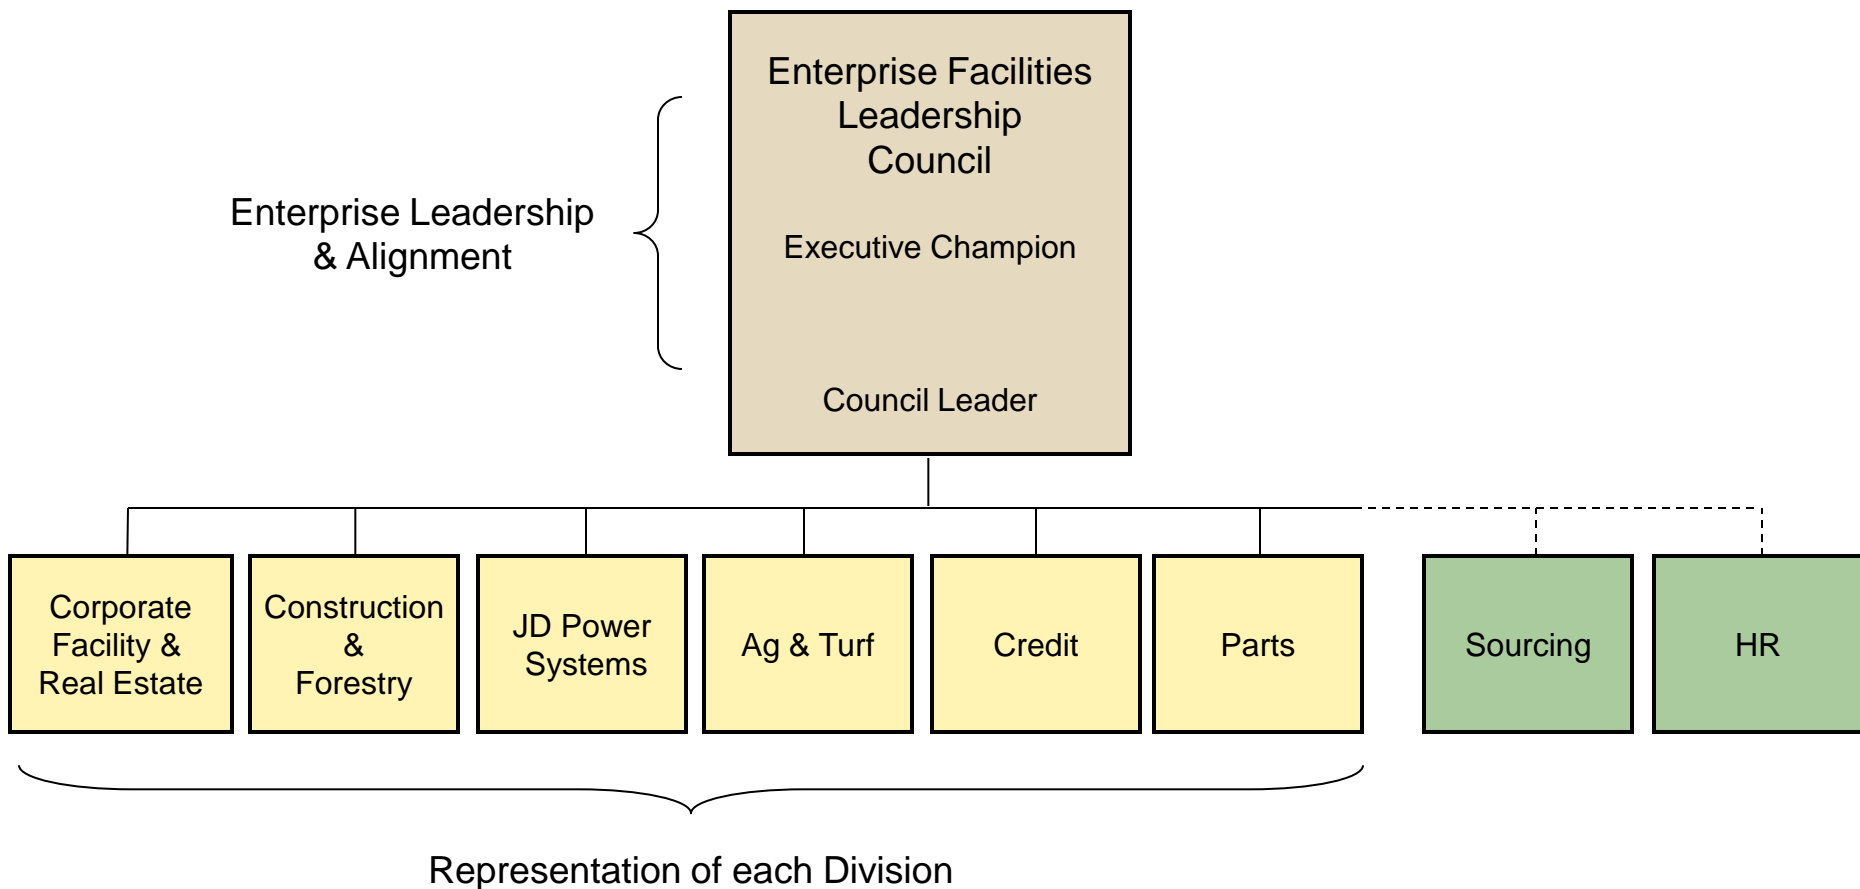 Enterprise Facilities
Leadership
Council
Enterprise Leadership
& Alignment
Executive Champion
Council Leader
Corporate
Facility &
Real Estate
Construction
&
Forestry
JD Power
Systems
Ag & Turf
Credit
Parts
Sourcing
HR
Representation of each Division